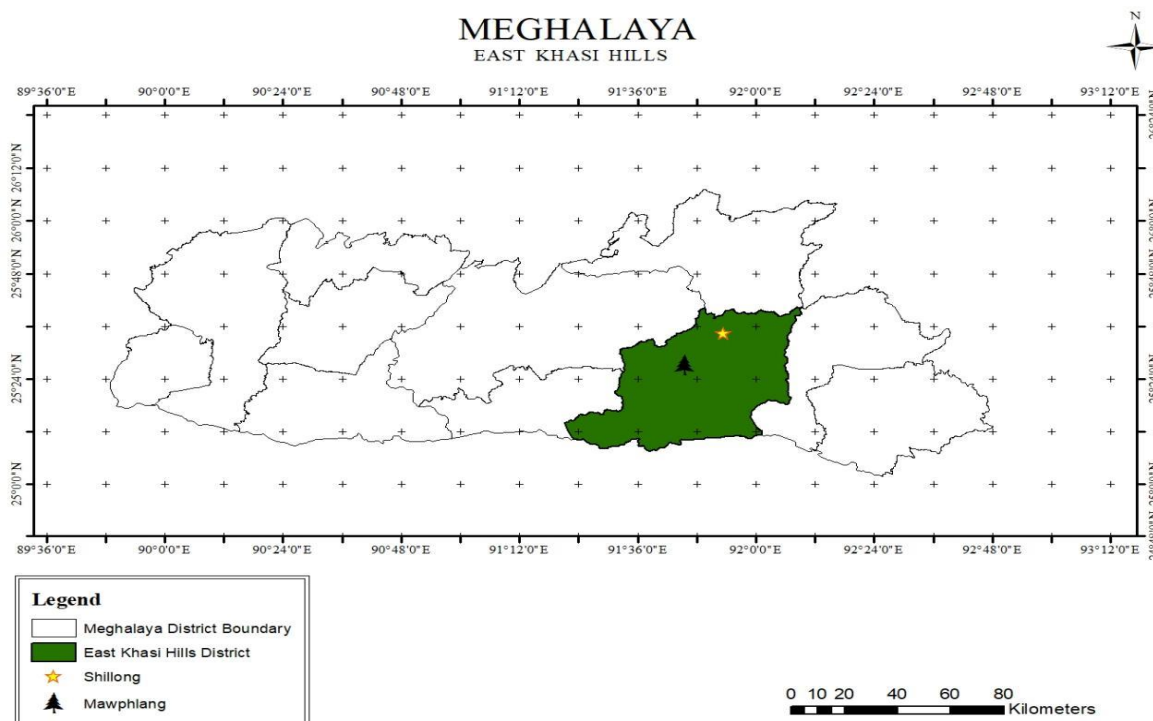 MEGHALAYA
EAST KHASI HILLS
N
89°36'0"E 90°0'0"E 90°24'0"E 90°48'0"E 91°12'0"E 91°36'0"E 92°0'0"E 92°24'0"E 92°48'0"E 93°12'0"E
26°12'0"N
26°0'0"N
25°48'0"N
25°24'0"N
25°0'0"N
89°36'0"E 90°0'0"E 90°24'0"E 90°48'0"E 91°12'0"E 91°36'0"E 92°0'0"E 92°24'0"E 92°48'0"E 93°12'0"E
Legend
Meghalaya District Boundary
East Khasi Hills District
Shillong
Mawphlang
0 10 20 40 60 80
Kilometers